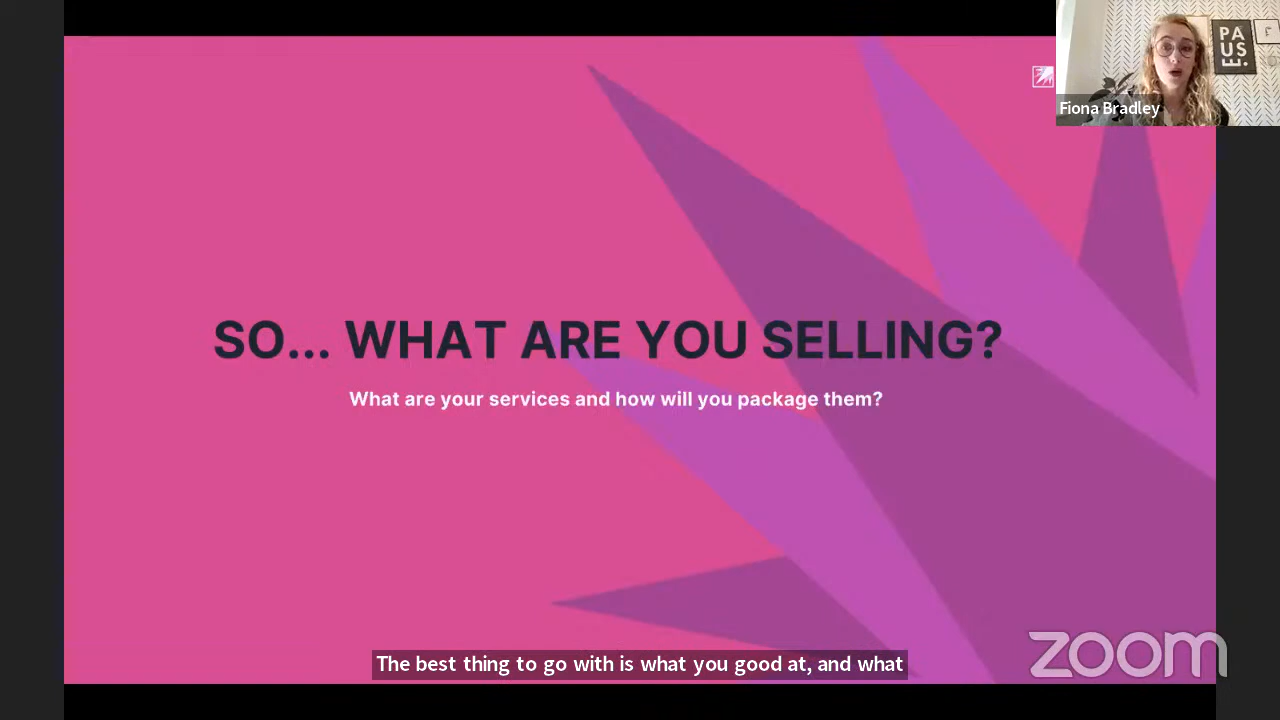 PA
US
E.
F
Fiona Bradley
SO... WHAT ARE YOU SELLING?
What are your services and how will you package them?
The best thing to go with is what you good at, and what
zoom